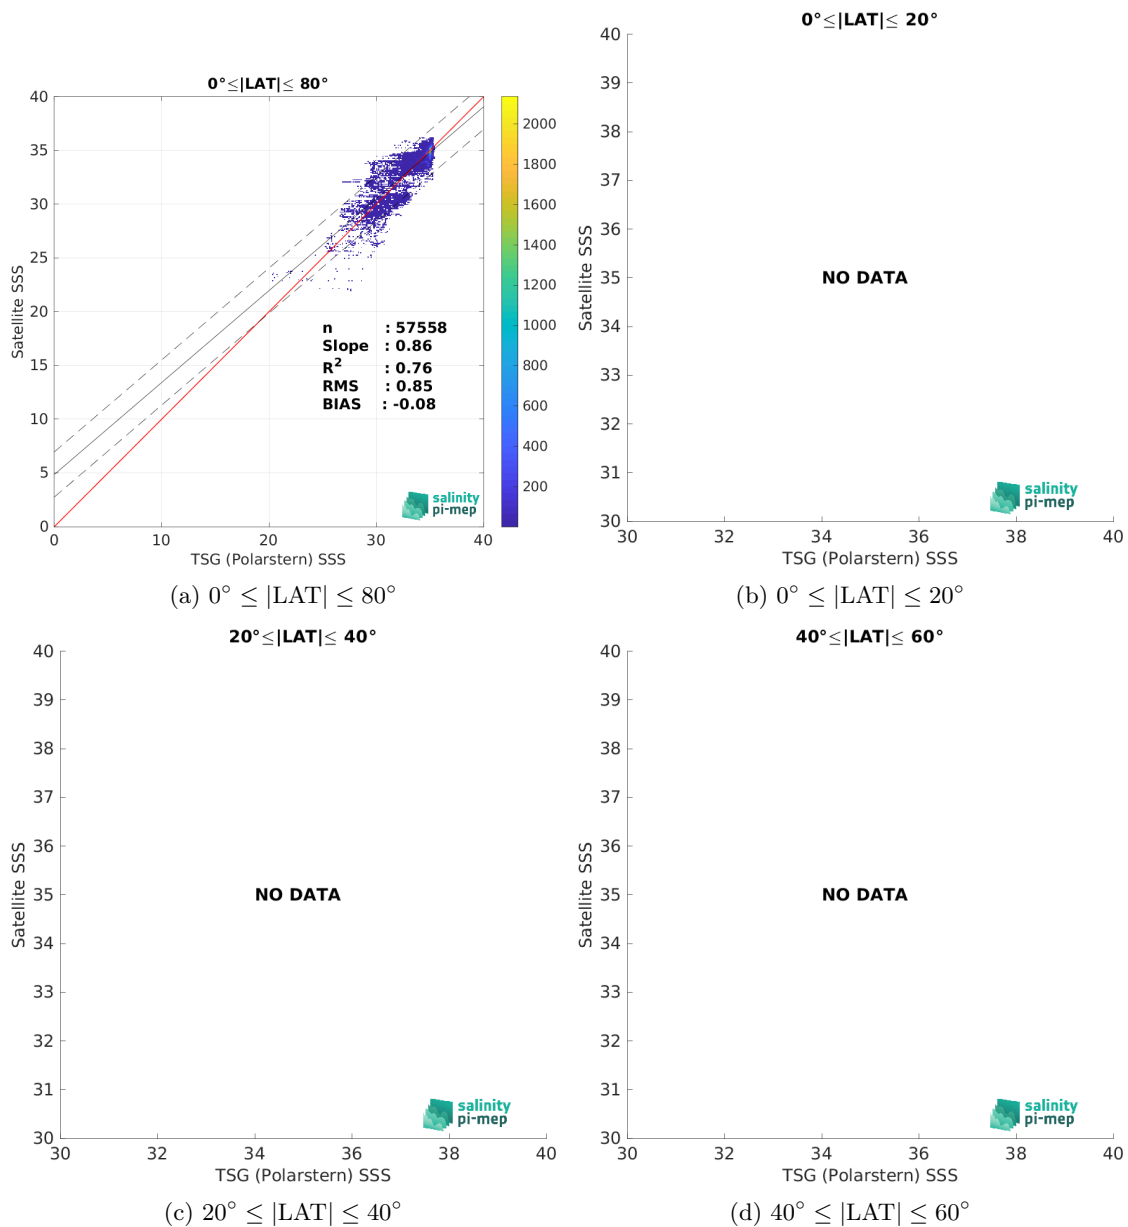 0°≤|LAT|≤ 80°
40
35
30
25
20
15
10
5
0
0
10
20
30
40
Satellite SSS
TSG (Polarstern) SSS
n : 57558
Slope : 0.86
R² : 0.76
RMS : 0.85
BIAS : -0.08
salinity
pi-mep
2000
1800
1600
1400
1200
1000
800
600
400
200
(a) 0° ≤ |LAT| ≤ 80°
0°≤|LAT|≤ 20°
40
39
38
37
36
35
34
33
32
31
30
30
32
34
36
38
40
Satellite SSS
NO DATA
salinity
pi-mep
TSG (Polarstern) SSS
(b) 0° ≤ |LAT| ≤ 20°
20°≤|LAT|≤ 40°
40
39
38
37
36
35
34
33
32
31
30
30
32
34
36
38
40
Satellite SSS
NO DATA
salinity
pi-mep
TSG (Polarstern) SSS
(c) 20° ≤ |LAT| ≤ 40°
40°≤|LAT|≤ 60°
40
39
38
37
36
35
34
33
32
31
30
30
32
34
36
38
40
Satellite SSS
NO DATA
salinity
pi-mep
TSG (Polarstern) SSS
(d) 40° ≤ |LAT| ≤ 60°